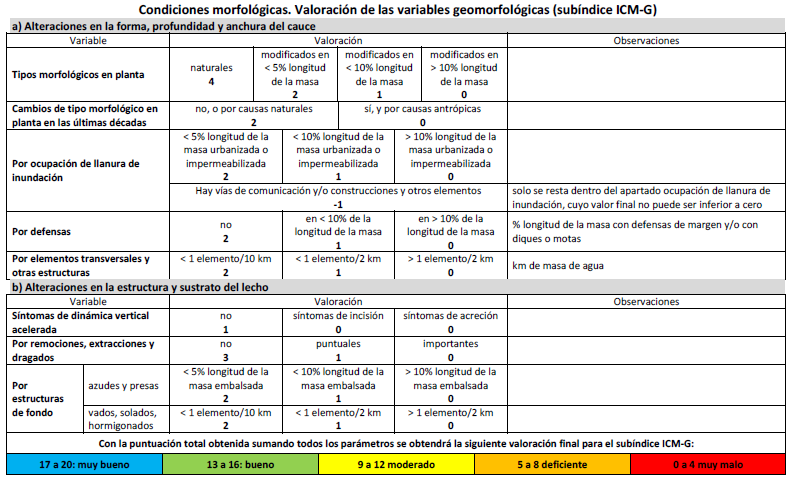 Condiciones morfológicas. Valoración de las variables geomorfológicas (subíndice ICM-G)
a) Alteraciones en la forma, profundidad y anchura del cauce
Variable Valoración Observaciones
Tipos morfológicos en planta
naturales
4
modificados en
< 5% longitud
de la masa
2
modificados en
< 10% longitud
de la masa
1
modificados en
> 10% longitud
de la masa
0
Cambios de tipo morfológico en
planta en las últimas décadas
no, o por causas naturales
2
sí, y por causas antrópicas
0
Por ocupación de llanura de
inundación
< 5% longitud de la
masa urbanizada o
impermeabilizada
2
< 10% longitud de la
masa urbanizada o
impermeabilizada
1
> 10% longitud de la
masa urbanizada o
impermeabilizada
0
Hay vías de comunicación y/o construcciones y otros elementos
-1
solo se resta dentro del apartado ocupación de llanura de
inundación, cuyo valor final no puede ser inferior a cero
Por defensas
no
2
en < 10% de la
longitud de la masa
1
en > 10% de la
longitud de la masa
0
% longitud de la masa con defensas de margen y/o con
diques o motas
Por elementos transversales y
otras estructuras
< 1 elemento/10 km
2
< 1 elemento/2 km
1
> 1 elemento/2 km
0
km de masa de agua
b) Alteraciones en la estructura y sustrato del lecho
Variable Valoración Observaciones
Síntomas de dinámica vertical
acelerada
no
1
síntomas de incisión
0
síntomas de acreción
0
Por remociones, extracciones y
dragados
no
3
puntuales
1
importantes
0
Por
estructuras
de fondo
azudes y presas
< 5% longitud de la
masa embalsada
2
< 10% longitud de la
masa embalsada
1
> 10% longitud de la
masa embalsada
0
vados, solados,
hormigonados
< 1 elemento/10 km
2
< 1 elemento/2 km
1
> 1 elemento/2 km
0
Con la puntuación total obtenida sumando todos los parámetros se obtendrá la siguiente valoración final para el subíndice ICM-G:
17 a 20: muy bueno 13 a 16: bueno 9 a 12 moderado 5 a 8 deficiente 0 a 4 muy malo